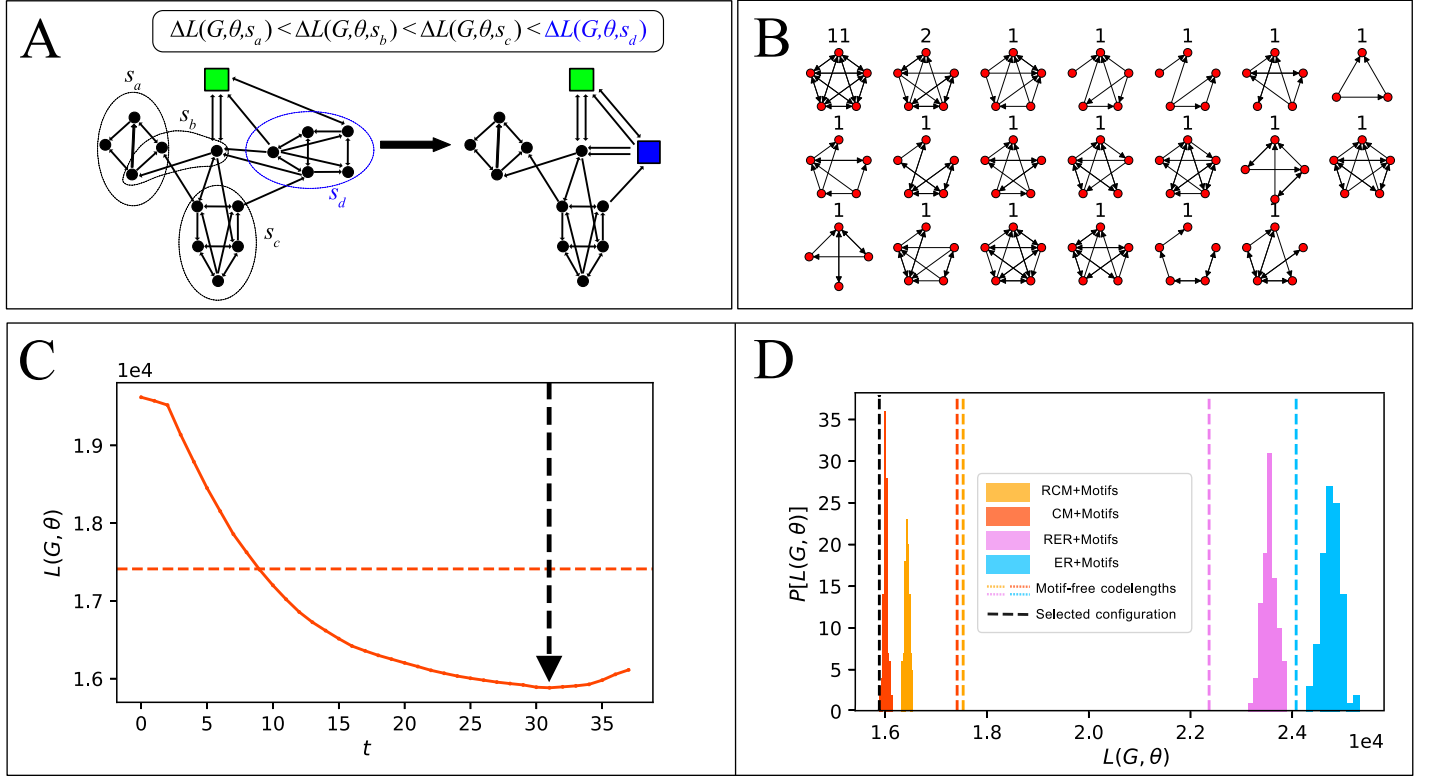 A
ΔL(G,θ,s_a) < ΔL(G,θ,s_b) < ΔL(G,θ,s_c) < ΔL(G,θ,s_d)
s_a
s_b
s_d
s_c
B
11 2 1 1 1 1 1
1 1 1 1 1 1 1
1 1 1 1 1 1
C
1e4
1.9
1.8
1.7
1.6
L(G, θ)
0 5 10 15 20 25 30 35
t
D
35
30
25
20
15
10
5
0
P[L(G, θ)]
RCM+Motifs
CM+Motifs
RER+Motifs
ER+Motifs
Motif-free codelengths
Selected configuration
1.6 1.8 2.0 2.2 2.4
1e4
L(G, θ)